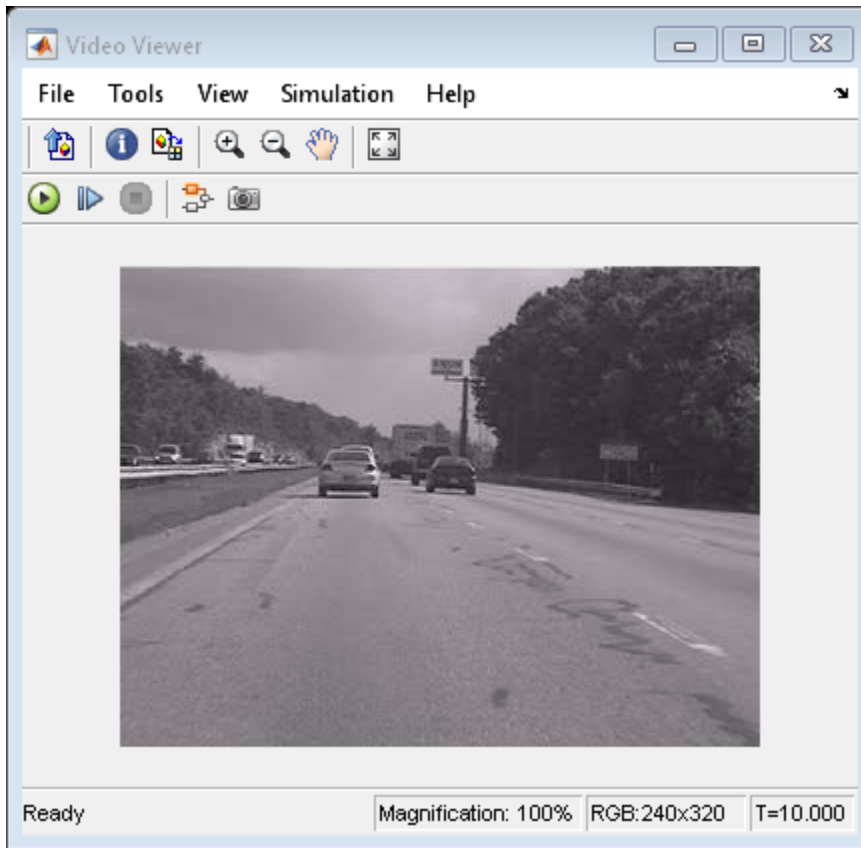 Video Viewer
File Tools View Simulation Help
Ready Magnification: 100% RGB:240x320 T=10.000